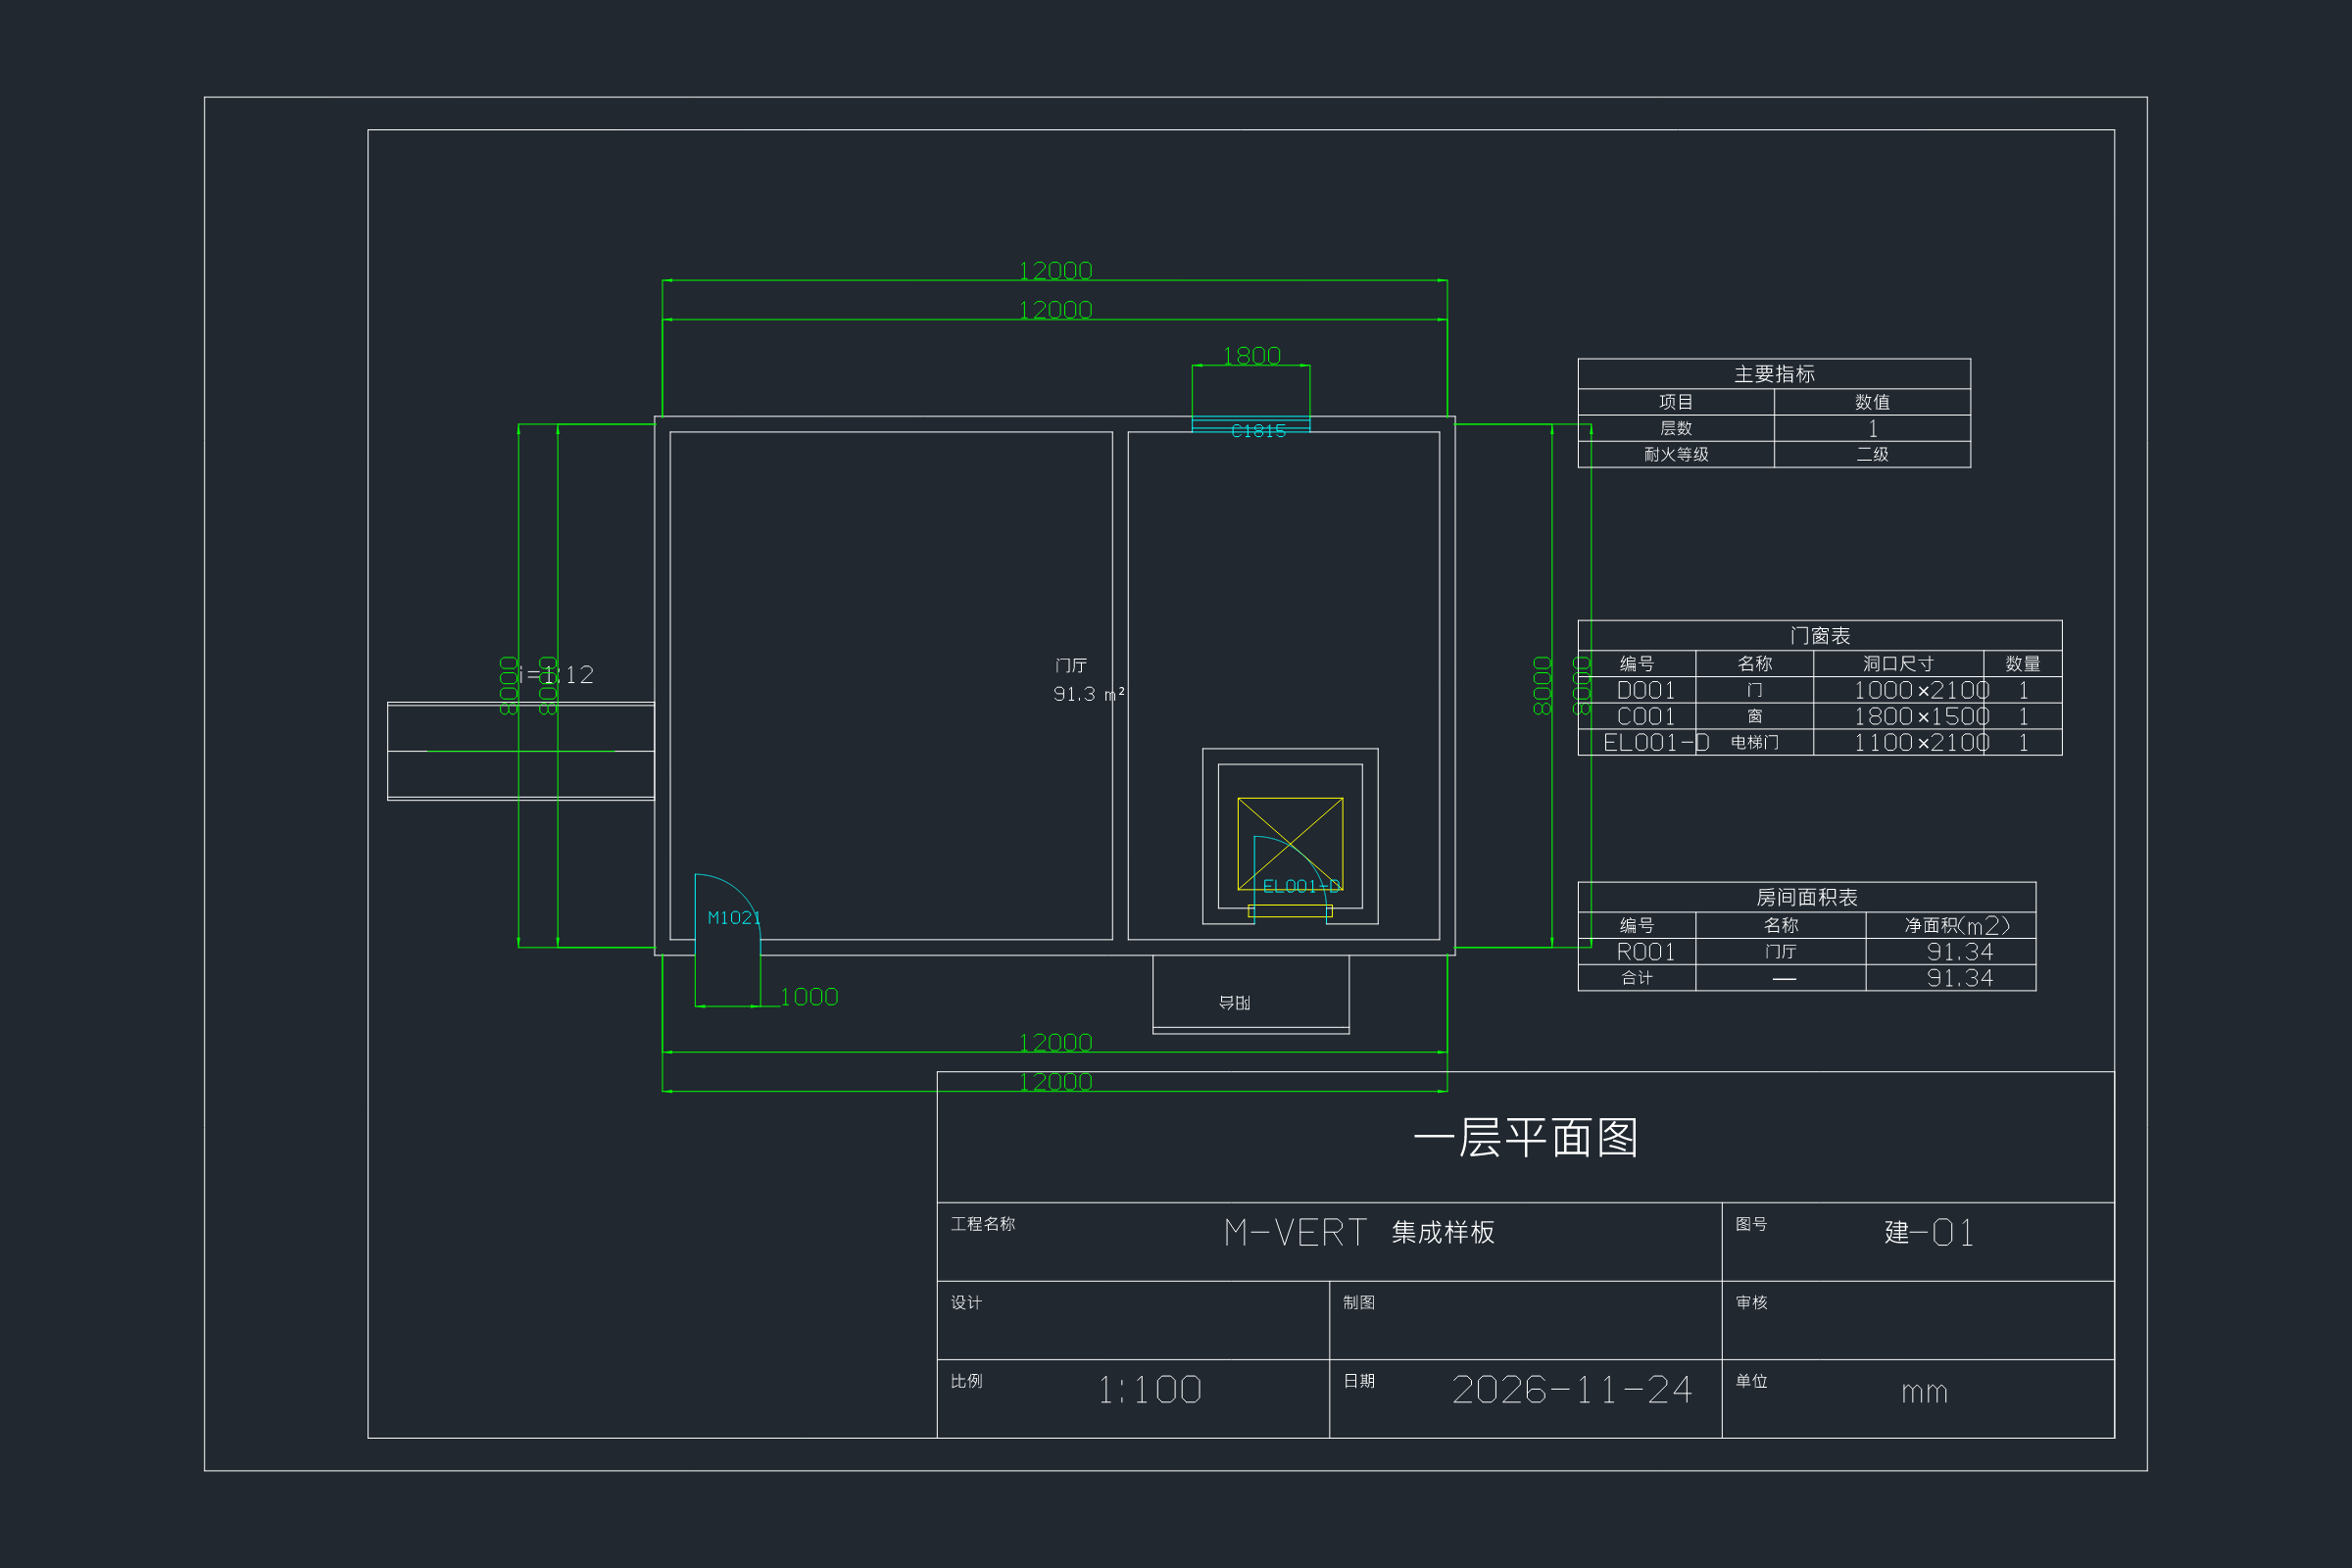 12000
12000
1800
C1815
主要指标
项目 数值
层数 1
耐火等级 二级
8000
8000
i=1:12
门厅
91.3 m²
8000
8000
门窗表
编号 名称 洞口尺寸 数量
D001 门 1000×2100 1
C001 窗 1800×1500 1
EL001-D 电梯门 1100×2100 1
EL001-D
M1021
房间面积表
编号 名称 净面积(m2)
R001 门厅 91.34
合计 — 91.34
1000
12000
12000
一层平面图
工程名称 M-VERT 集成样板 图号 建-01
设计 制图 审核
比例 1:100 日期 2026-11-24 单位 mm